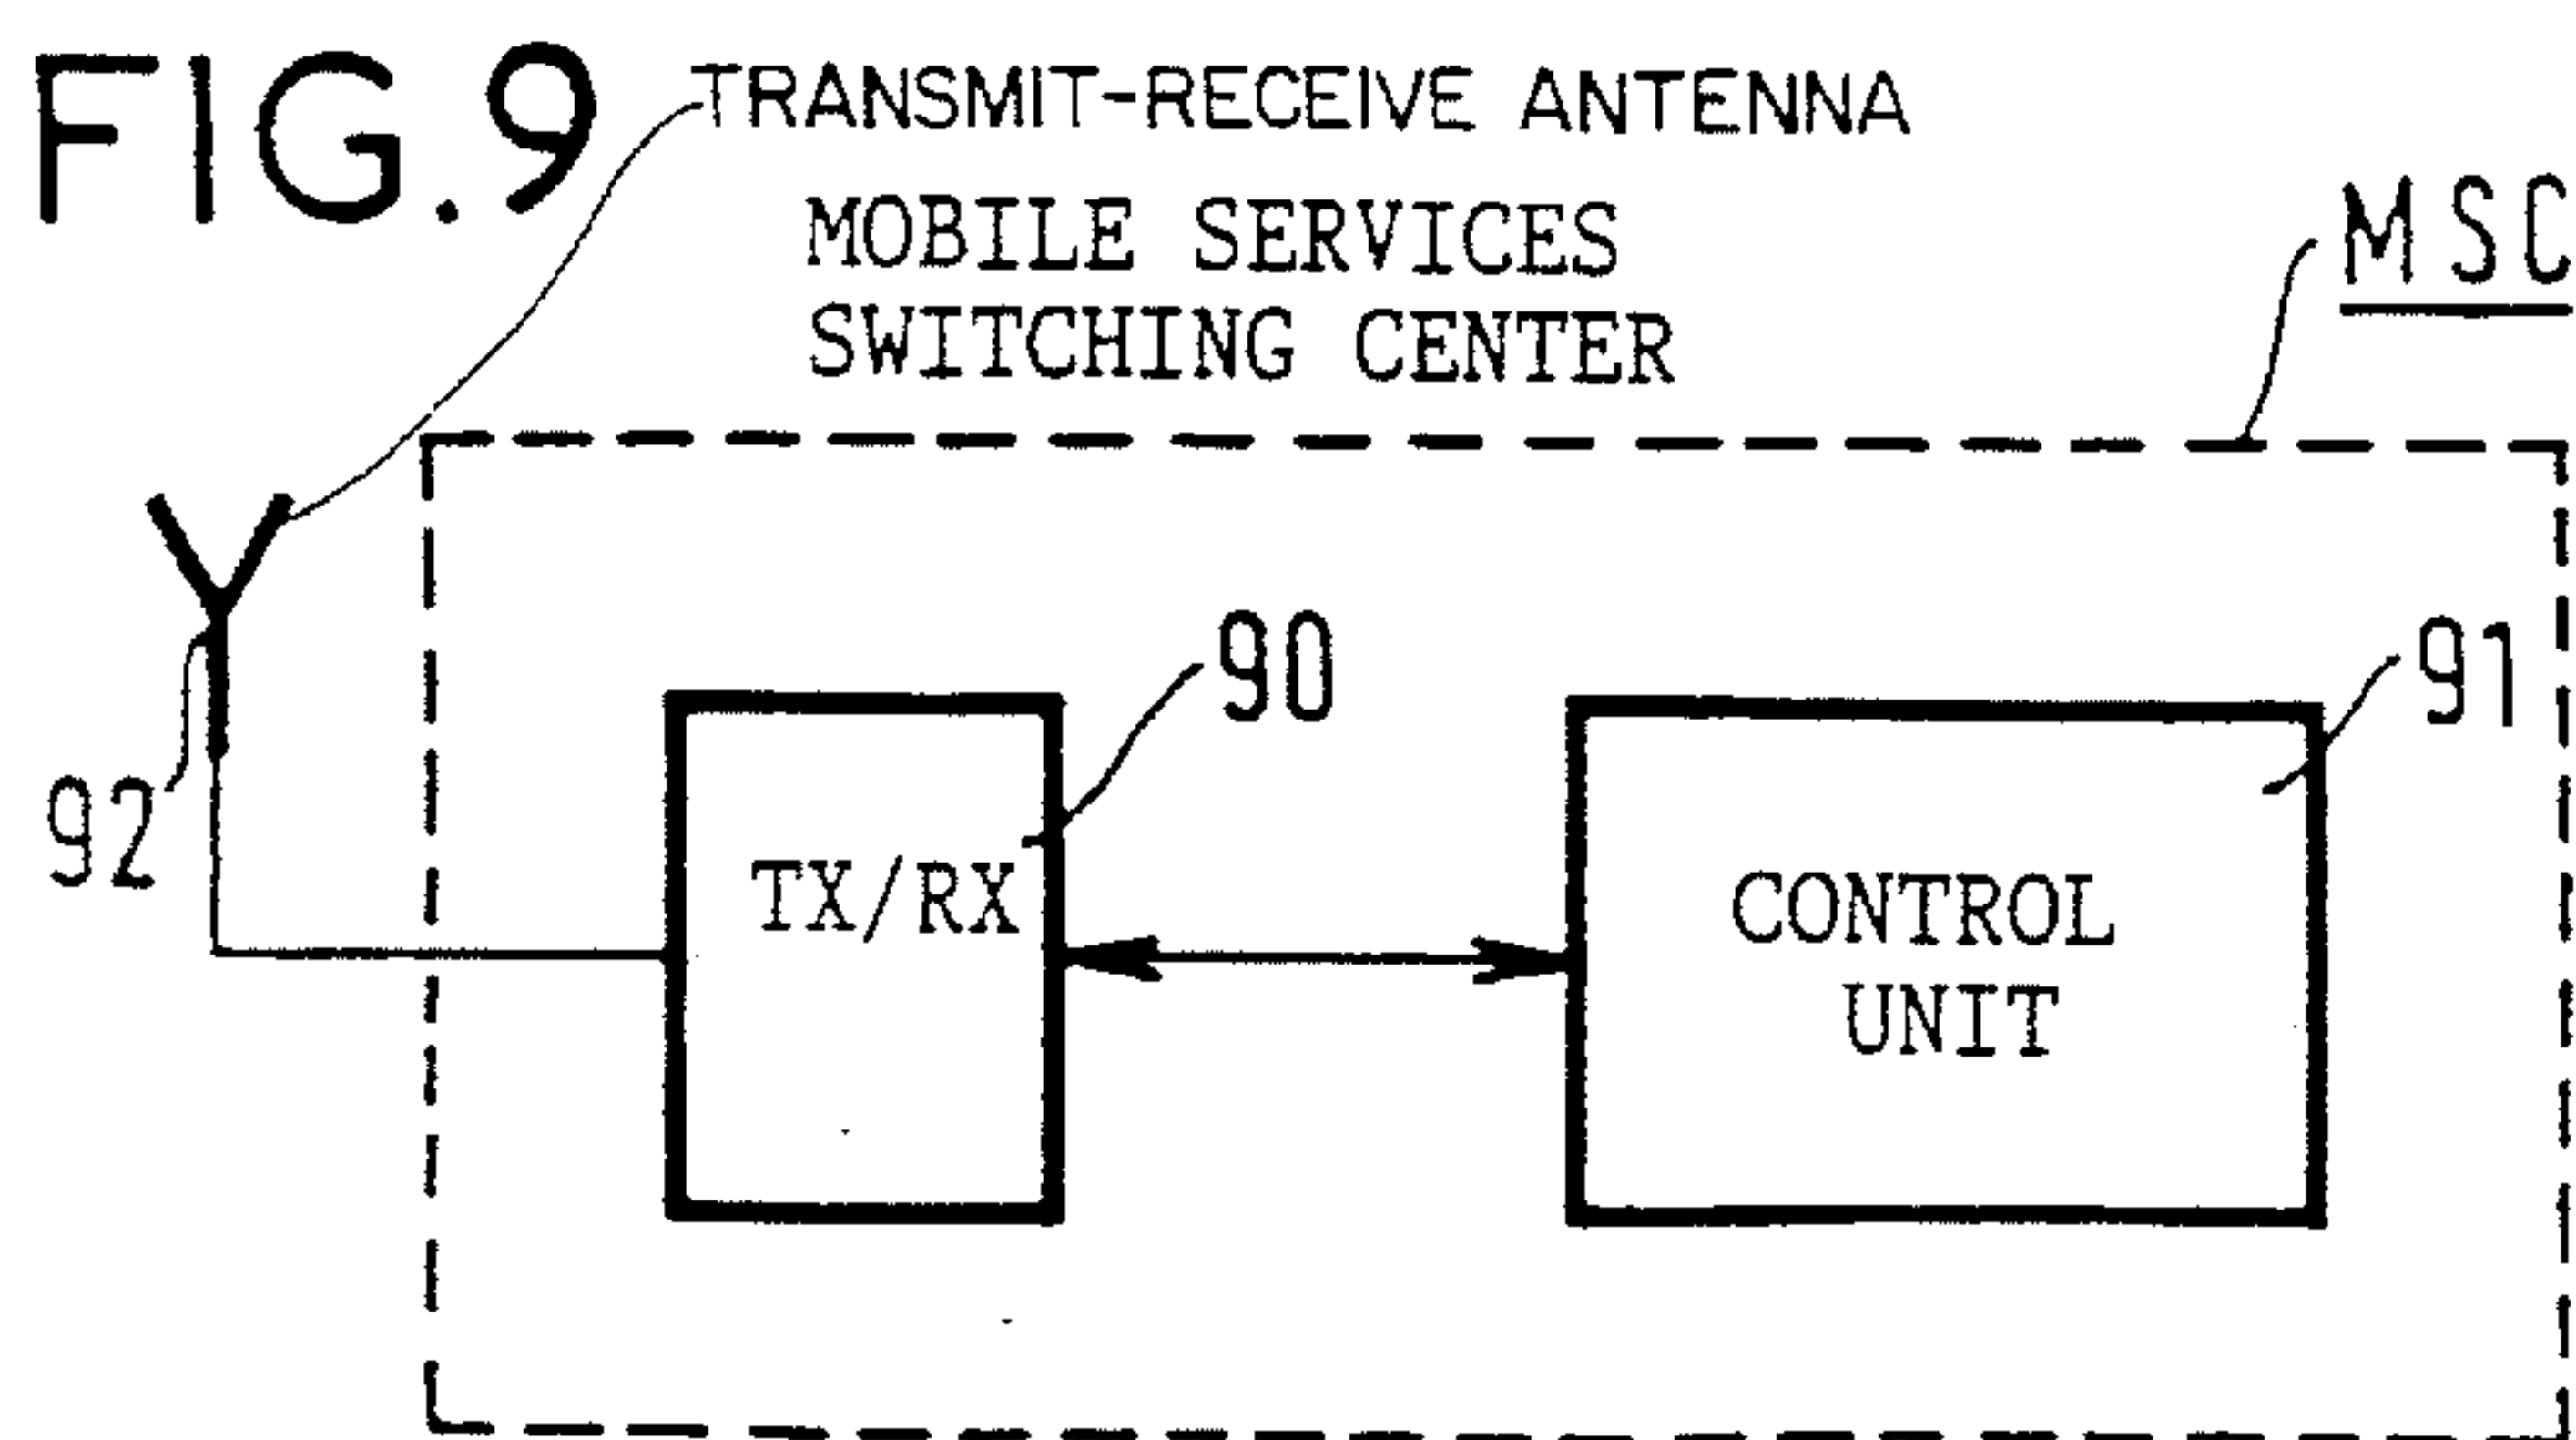 FIG.9
TRANSMIT-RECEIVE ANTENNA
MOBILE SERVICES
SWITCHING CENTER
MSC
90
91
92
TX/RX
CONTROL
UNIT